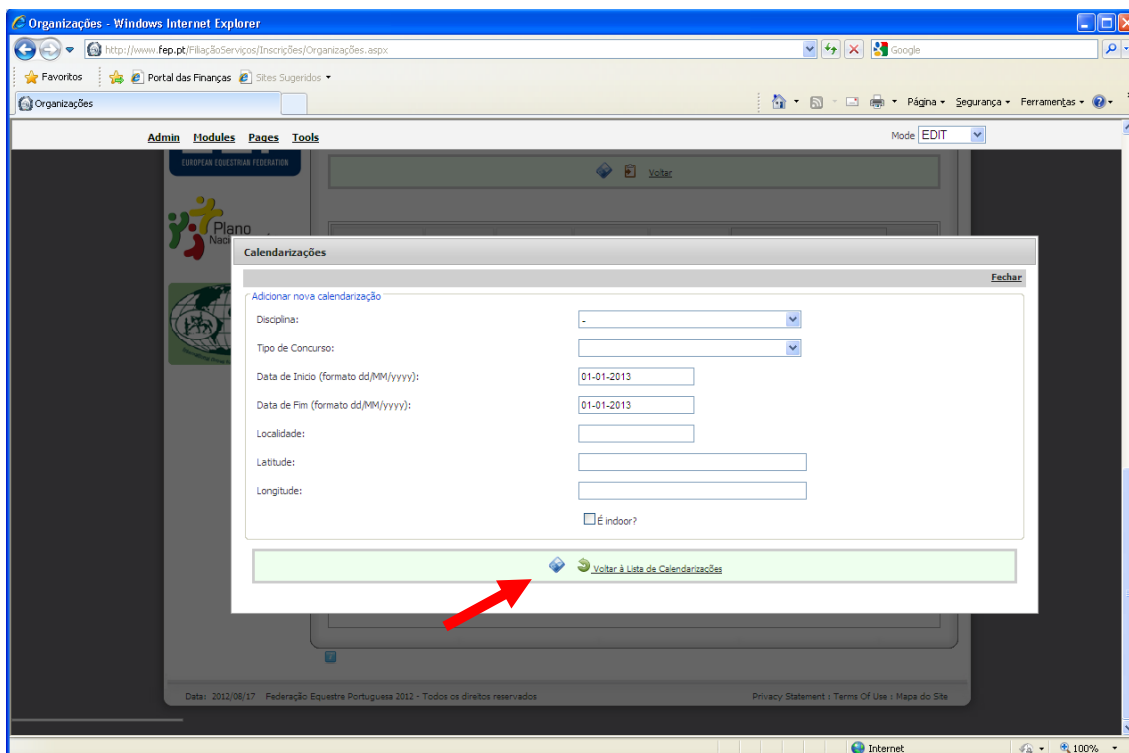 Organizações - Windows Internet Explorer
http://www.fep.pt/FiliaçãoServiços/Inscrições/Organizações.aspx
Google
Favoritos
Portal das Finanças
Sites Sugeridos
Organizações
Página
Segurança
Ferramentas
Admin Modules Pages Tools
Mode EDIT
EUROPEAN EQUESTRIAN FEDERATION
Voltar
Plano
Naci
Calendarizações
Fechar
Adicionar nova calendarização
Disciplina:
-
Tipo de Concurso:
Data de Inicio (formato dd/MM/yyyy):
01-01-2013
Data de Fim (formato dd/MM/yyyy):
01-01-2013
Localidade:
Latitude:
Longitude:
É indoor?
Voltar à Lista de Calendarizações
Data: 2012/06/17 Federação Equestre Portuguesa 2012 - Todos os direitos reservados
Privacy Statement : Terms Of Use : Mapa do Site
Internet
100%